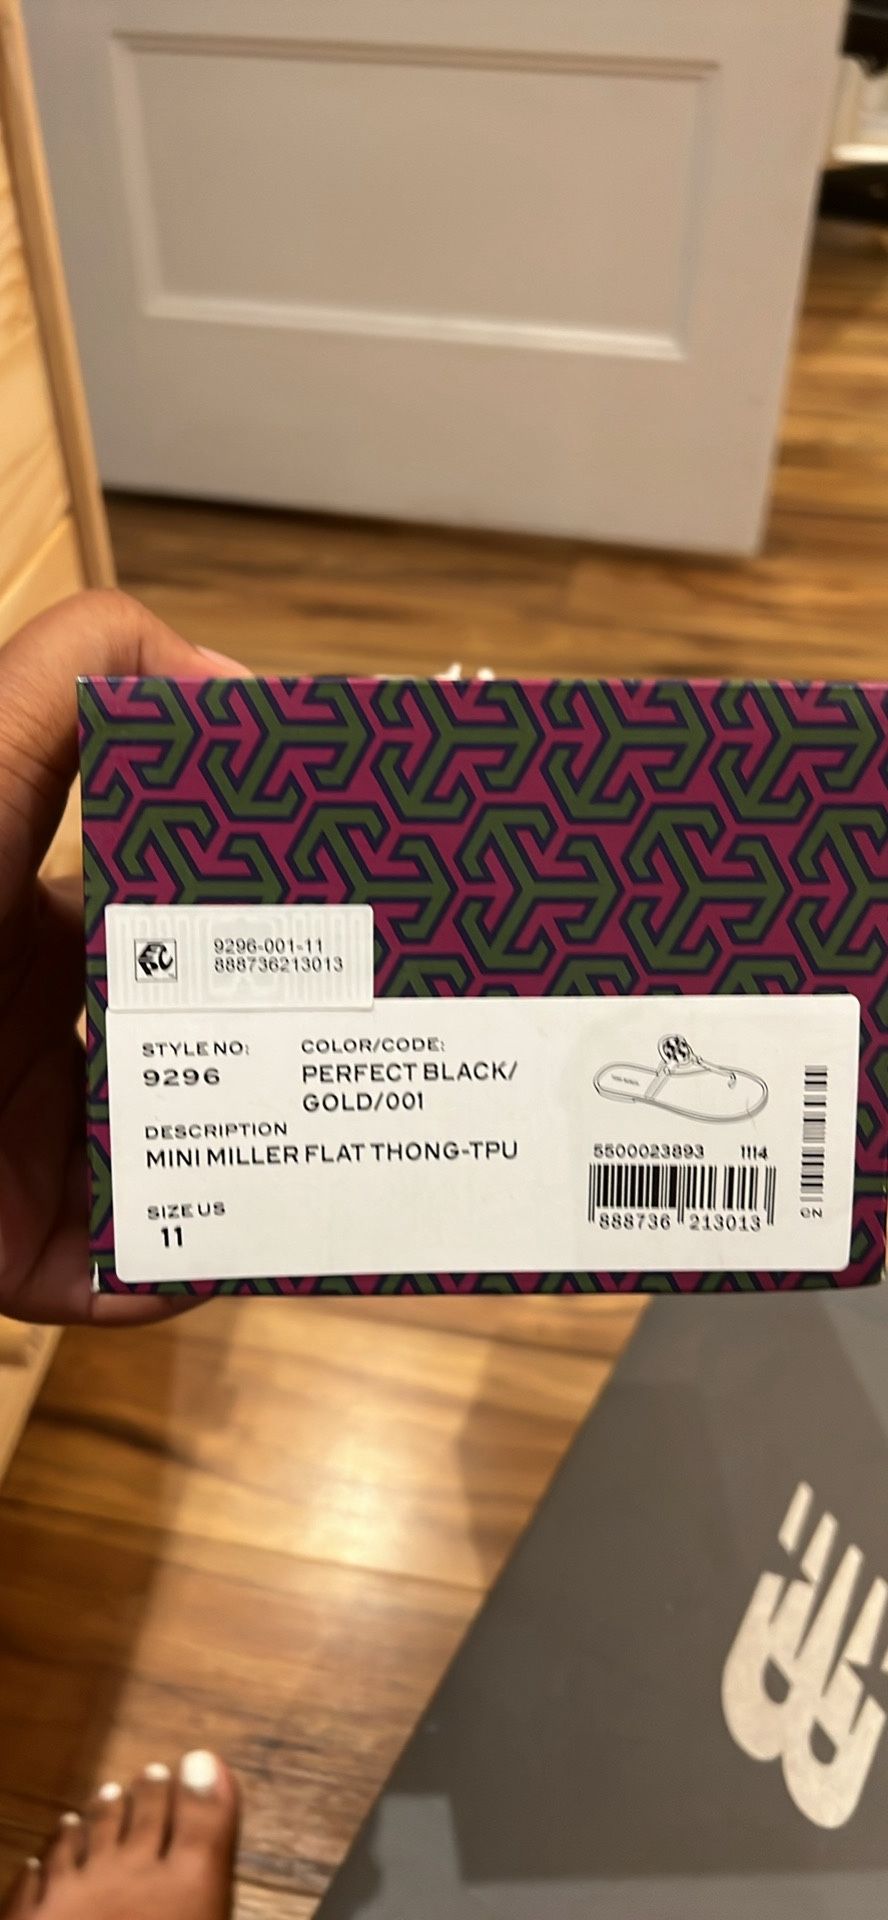 9296-001-11
888736213013
STYLE NO:
9296
COLOR/CODE:
PERFECT BLACK/
GOLD/001
DESCRIPTION
MINI MILLER FLAT THONG-TPU
SIZE US
11
5500023893 1114
888736 213013
CN